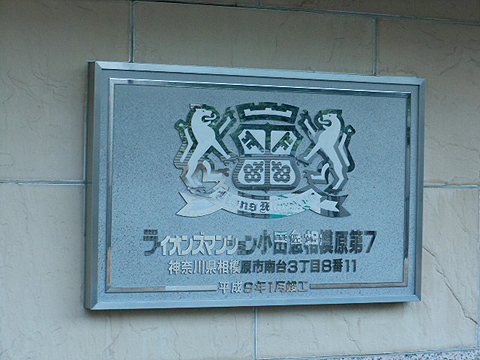 ライオンズマンション小田急相模原第7
神奈川県相模原市南台3丁目8番11
平成9年1月竣工